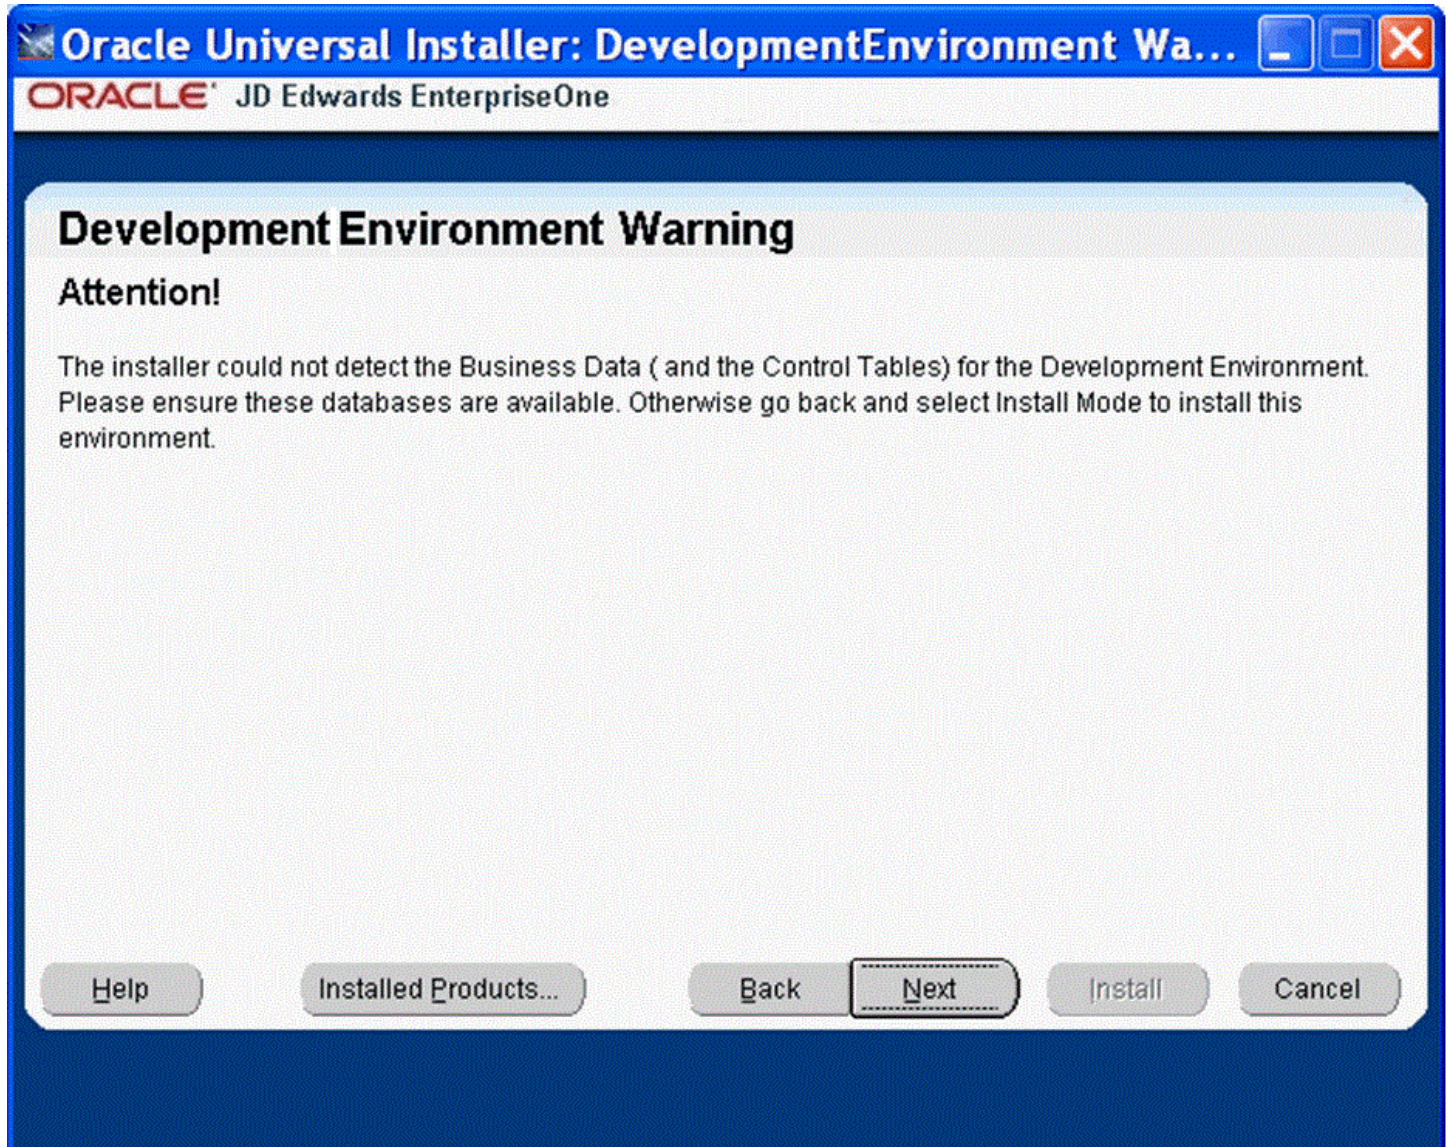 Oracle Universal Installer: DevelopmentEnvironment Wa...
ORACLE' JD Edwards EnterpriseOne
Development Environment Warning
Attention!
The installer could not detect the Business Data ( and the Control Tables) for the Development Environment.
Please ensure these databases are available. Otherwise go back and select Install Mode to install this
environment.
Help Installed Products... Back Next Install Cancel